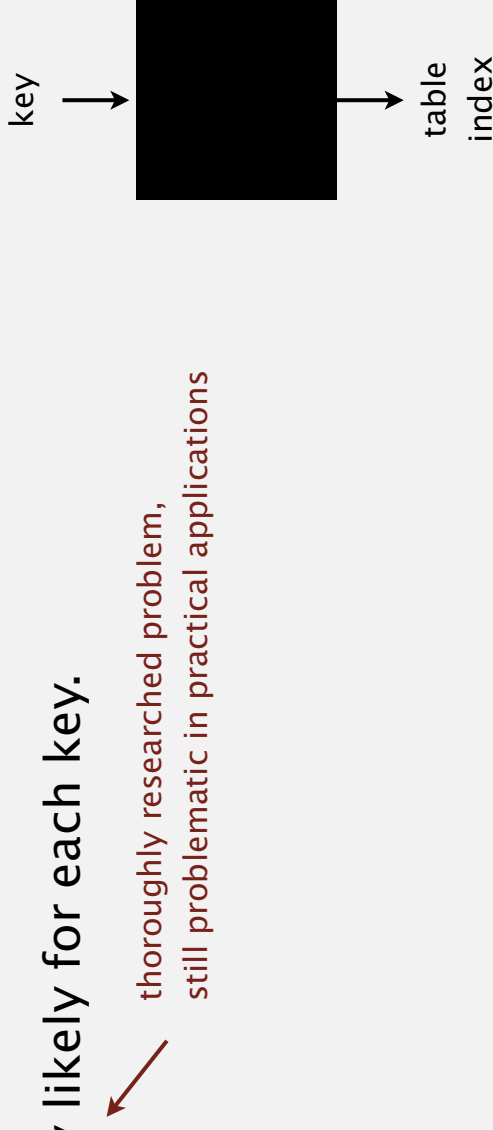 likely for each key.
thoroughly researched problem,
still problematic in practical applications
key
table
index